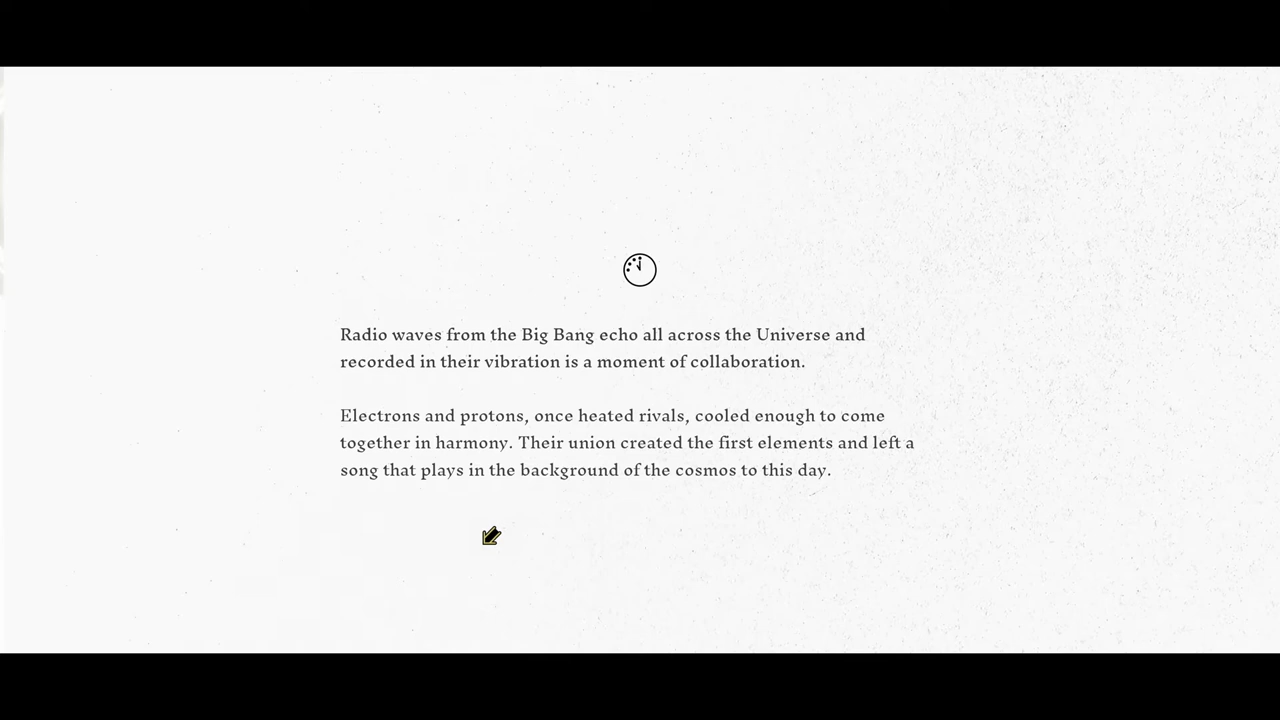 Radio waves from the Big Bang echo all across the Universe and
recorded in their vibration is a moment of collaboration.
Electrons and protons, once heated rivals, cooled enough to come
together in harmony. Their union created the first elements and left a
song that plays in the background of the cosmos to this day.